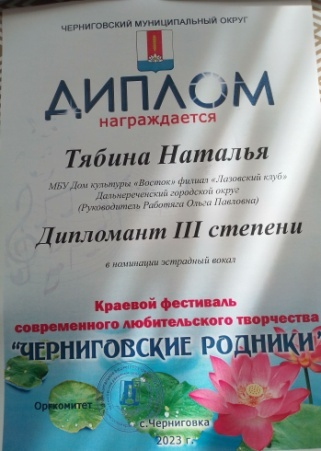 ЧЕРНИГОВСКИЙ МУНИЦИПАЛЬНЫЙ ОКРУГ
ДИПЛОМ
награждается
Тябина Наталья
МБУ Дом культуры «Восток» филиал «Лазовский клуб»
Дальнереченский городской округ
(Руководитель Работяга Ольга Павловна)
Дипломант III степени
в номинации эстрадный вокал
Краевой фестиваль
современного любительского творчества
"ЧЕРНИГОВСКИЕ РОДНИКИ"
Оргкомитет
с.Черниговка
2023 г.